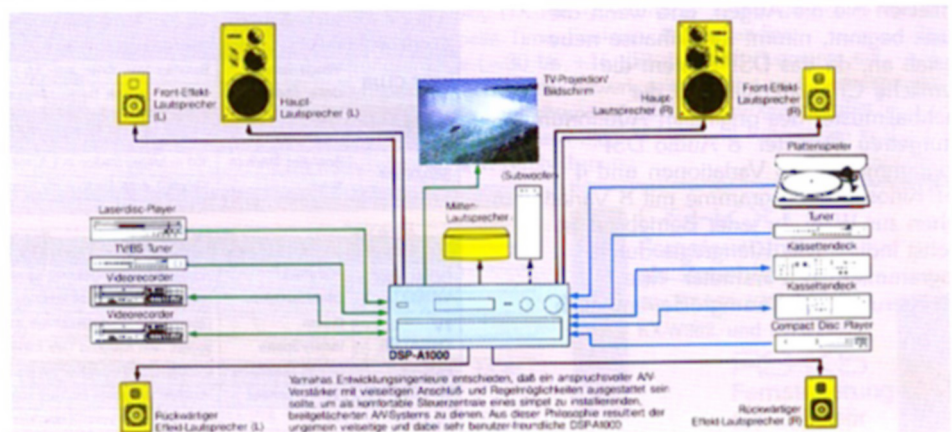 Front-Effekt-
Lautsprecher
(L)
Haupt-
Lautsprecher (L)
TV-Projektion/
Bildschirm
Haupt-
Lautsprecher (R)
Front-Effekt-
Lautsprecher
(R)
Plattenspieler
Subwoofer
Mitten-
Lautsprecher
Tuner
Laserdisc-Player
TV/BS Tuner
Kassettendeck
Videorecorder
Kassettendeck
Videorecorder
Compact Disc Player
DSP-A1000
Yamahas Entwicklungsingenieure entschieden, daß ein anspruchsvoller A/V-
Verstärker mit vielseitigen Anschluß- und Regelmöglichkeiten ausgestattet sein
sollte, um als komfortable Steuerzentrale eines simpel zu installierenden,
breitgefächerten A/V-Systems zu dienen. Aus dieser Philosophie resultiert der
ungemein vielseitige und dabei sehr benutzer-freundliche DSP-A1000
Rückwärtiger
Effekt-Lautsprecher (L)
Rückwärtiger
Effekt-Lautsprecher (R)